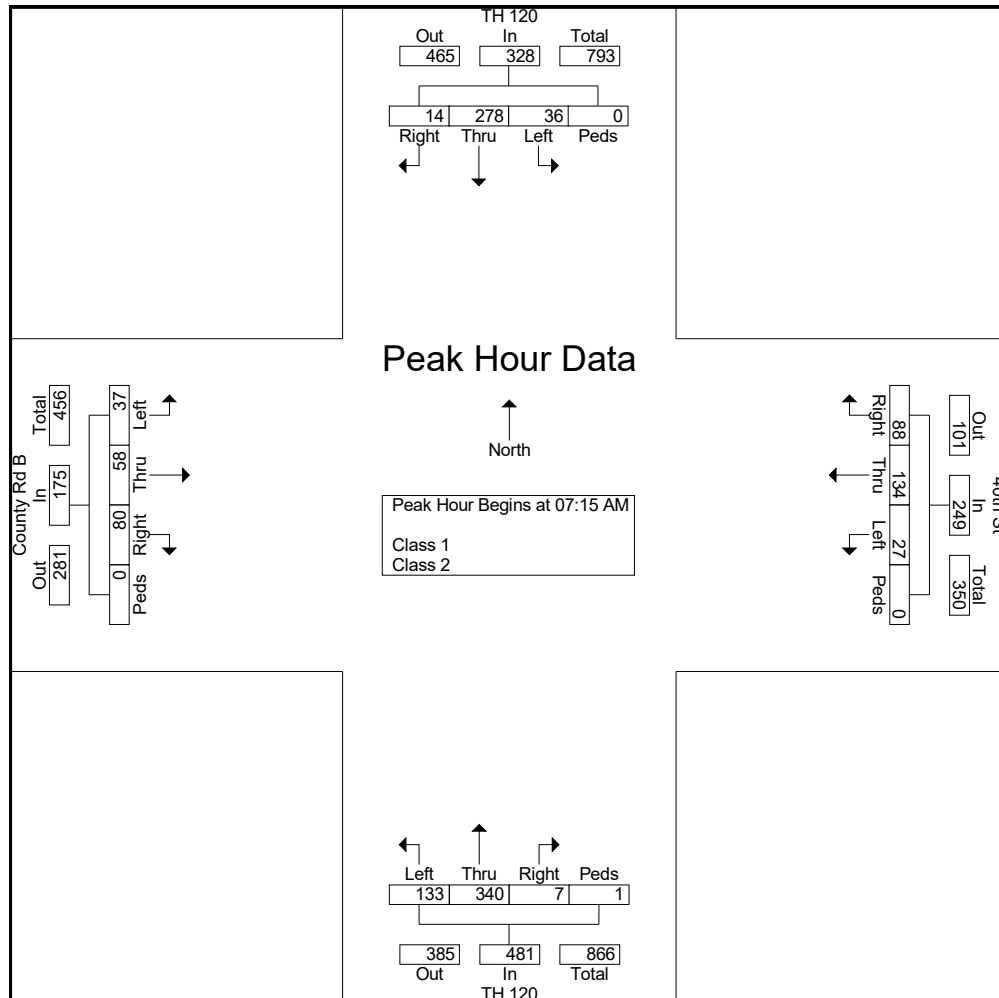 TH 120
Out In Total
465 328 793
14 278 36 0
Right Thru Left Peds
Peak Hour Data
North
Peak Hour Begins at 07:15 AM
Class 1
Class 2
County Rd B
Total In Out
456 175 281
37 58 80 0
Left Thru Right Peds
Out In Total
101 249 350
88 134 27 0
Right Thru Left Peds
Left Thru Right Peds
133 340 7 1
385 481 866
Out In Total
TH 120